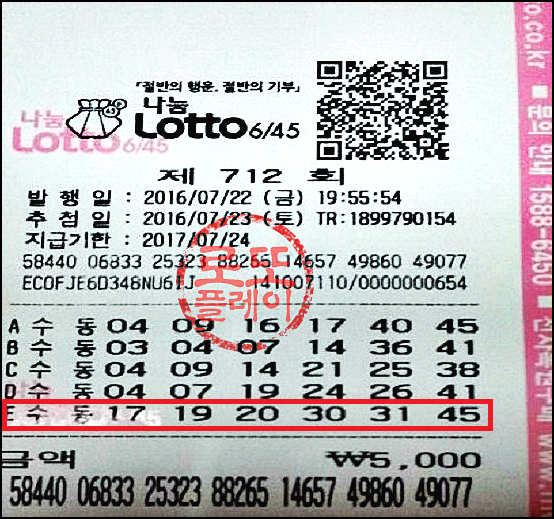 「절반의 행운, 절반의 기부」
나눔
Lotto 6/45
나눔
Lotto 6/45
제 712 회
발 행 일 : 2016/07/22 (금) 19:55:54
추 첨 일 : 2016/07/23 (토) TR:1899790154
지급기한 : 2017/07/24
58440 06833 25323 88265 14657 49860 49077
141007110/0000000654
로또
플레이
A 수 동 04 09 16 17 40 45
B 수 동 03 04 07 14 36 41
C 수 동 04 09 14 21 25 38
D 수 동 04 07 19 24 26 41
E 수 동 17 19 20 30 31 45
금액 ₩5,000
58440 06833 25323 88265 14657 49860 49077
o.co.kr
1588-6450